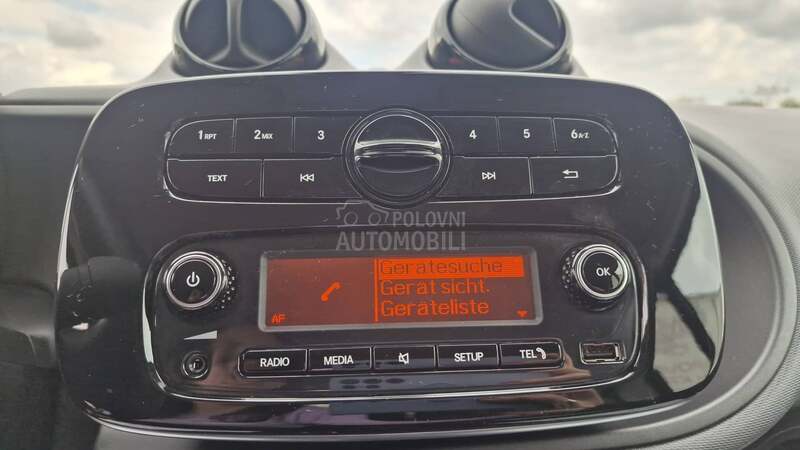 1 RPT 2 MIX 3 4 5 6 A-Z
TEXT
POLOVNI
AUTOMOBILI
Gerätesuche
Gerät sicht.
Geräteliste
AF
OK
RADIO MEDIA SETUP TEL